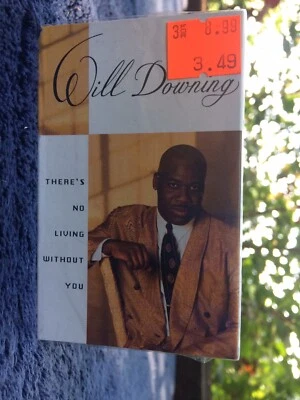 8.99
3.49
Will Downing
THERE'S
NO
LIVING
WITHOUT
YOU